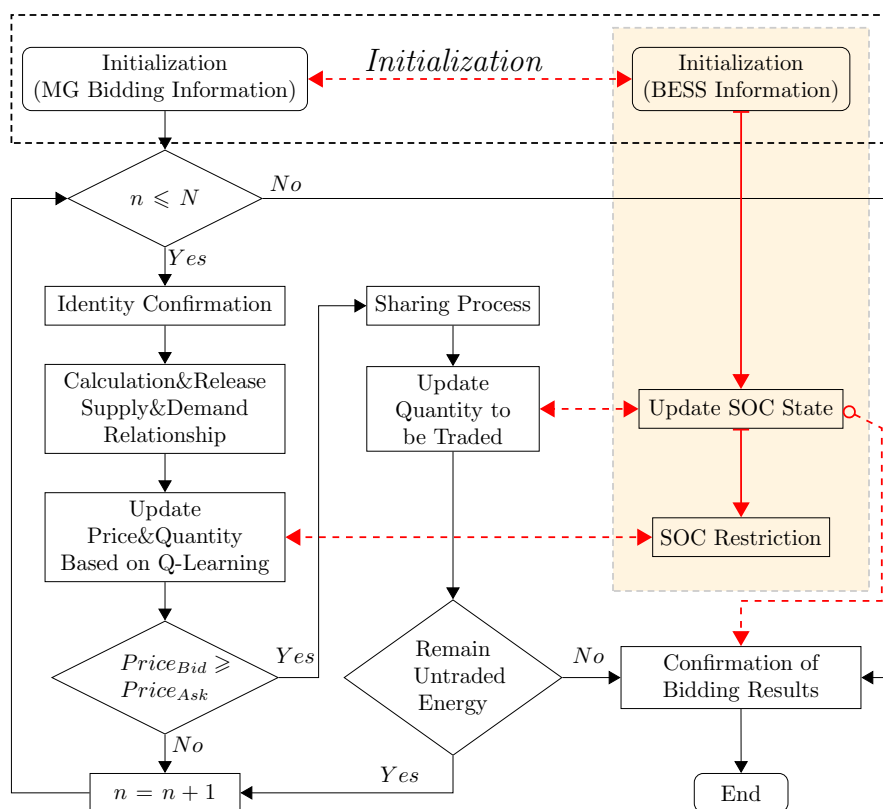 Initialization
(MG Bidding Information)
Initialization
Initialization
(BESS Information)
n ⩽ N
No
Yes
Identity Confirmation
Sharing Process
Calculation&Release
Supply&Demand
Relationship
Update
Quantity to
be Traded
Update SOC State
Update
Price&Quantity
Based on Q-Learning
SOC Restriction
Price_Bid ⩾
Price_Ask
Yes
Remain
Untraded
Energy
No
Confirmation of
Bidding Results
No
Yes
n = n + 1
End